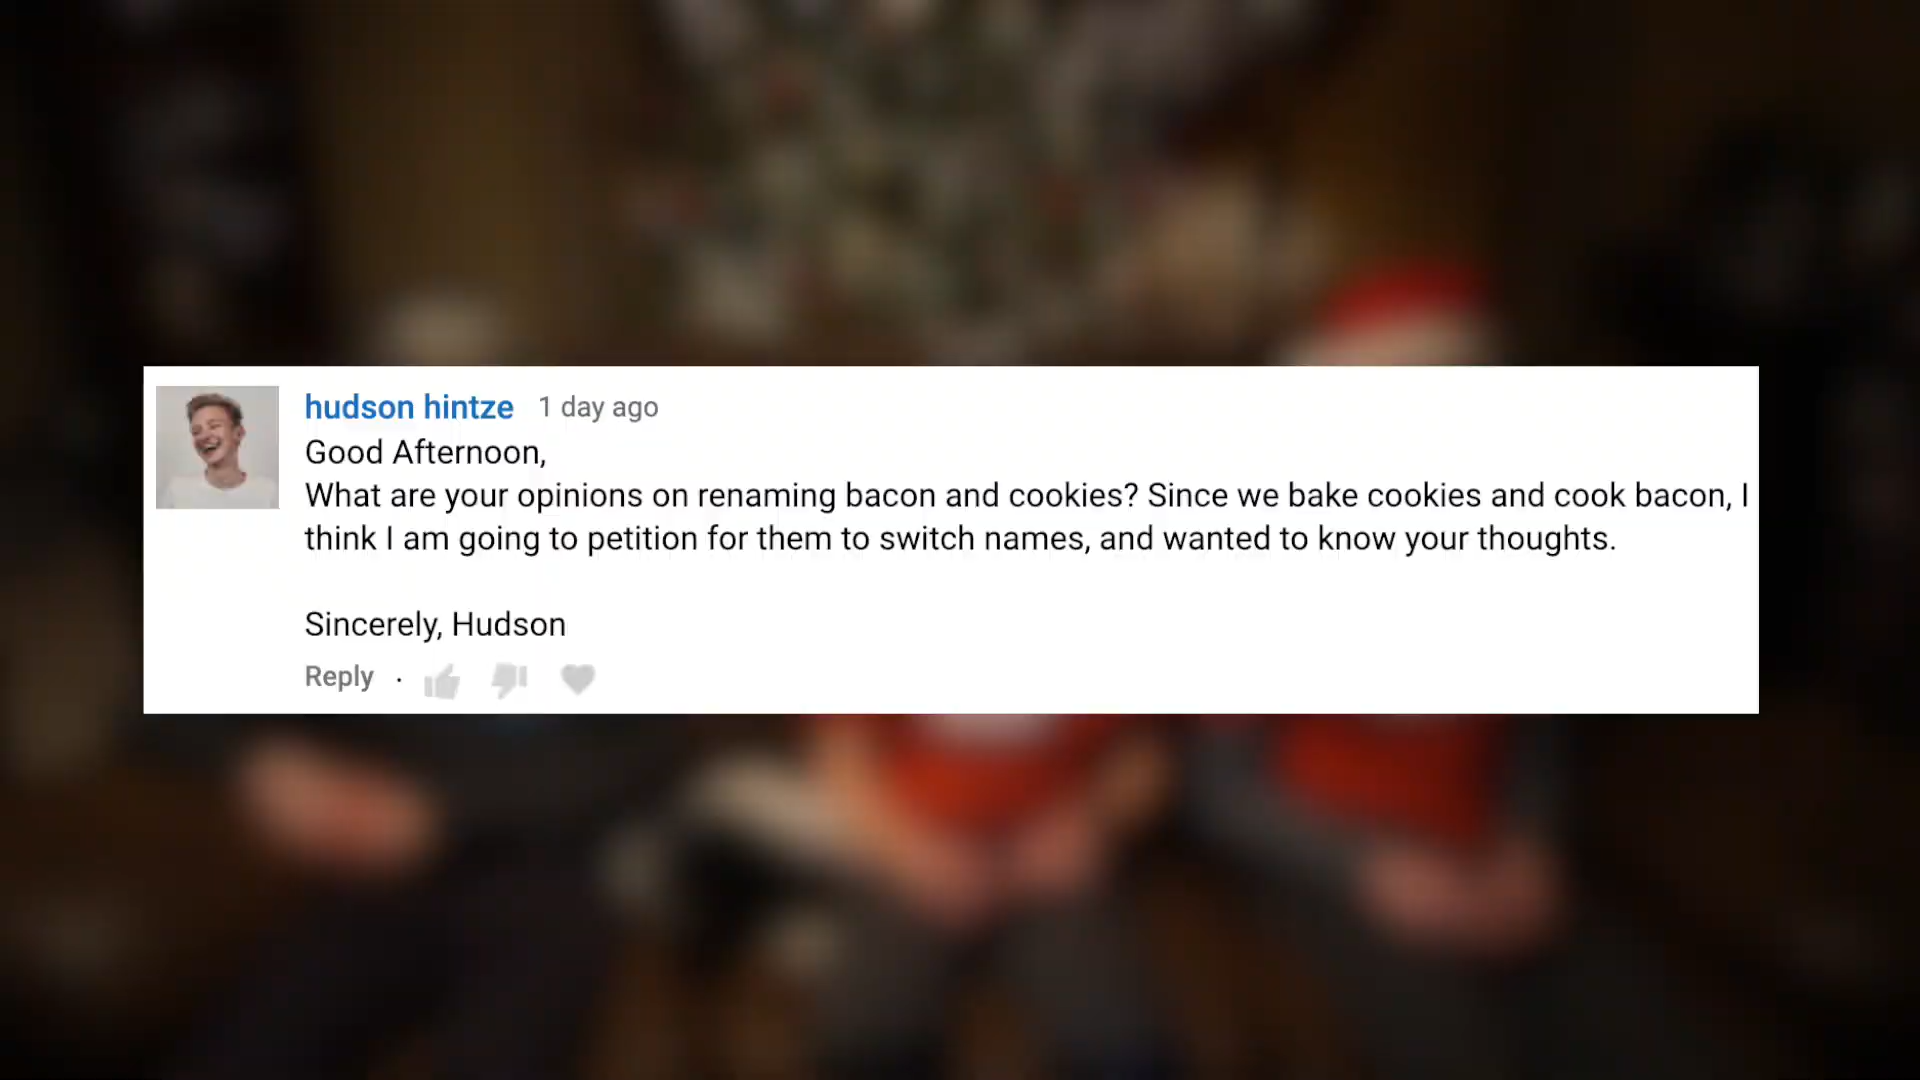 hudson hintze 1 day ago
Good Afternoon,
What are your opinions on renaming bacon and cookies? Since we bake cookies and cook bacon, I
think I am going to petition for them to switch names, and wanted to know your thoughts.
Sincerely, Hudson
Reply ·